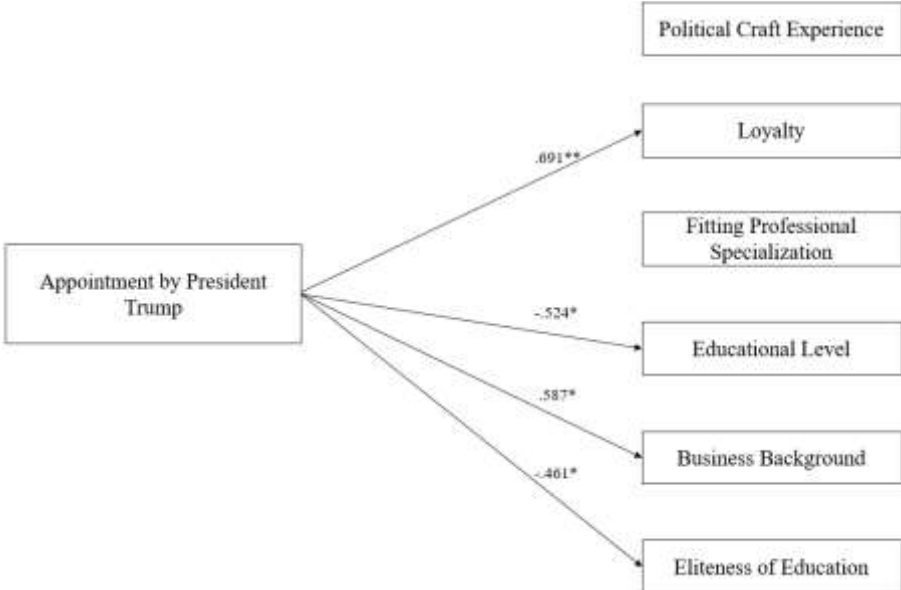 Political Craft Experience
Loyalty
.691**
Fitting Professional
Specialization
Appointment by President
Trump
-.524*
Educational Level
.587*
Business Background
-.461*
Eliteness of Education